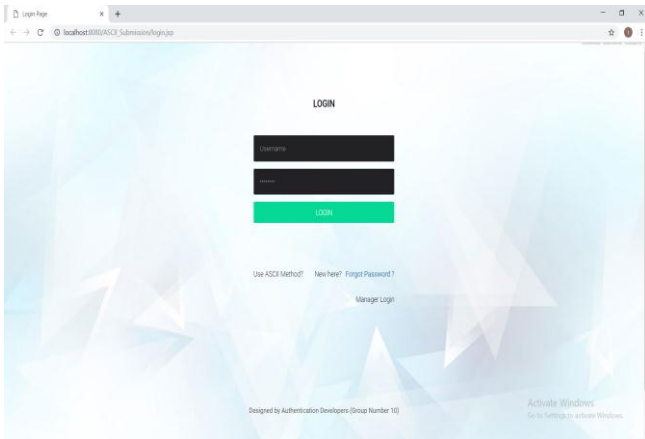 Login Page
localhost:8080/ASCII_Submission/login.jsp
LOGIN
Username
LOGIN
Use ASCII Method? New here? Forgot Password ?
Manager Login
Designed by Authentication Developers (Group Number 10)
Activate Windows
Go to Settings to activate Windows.